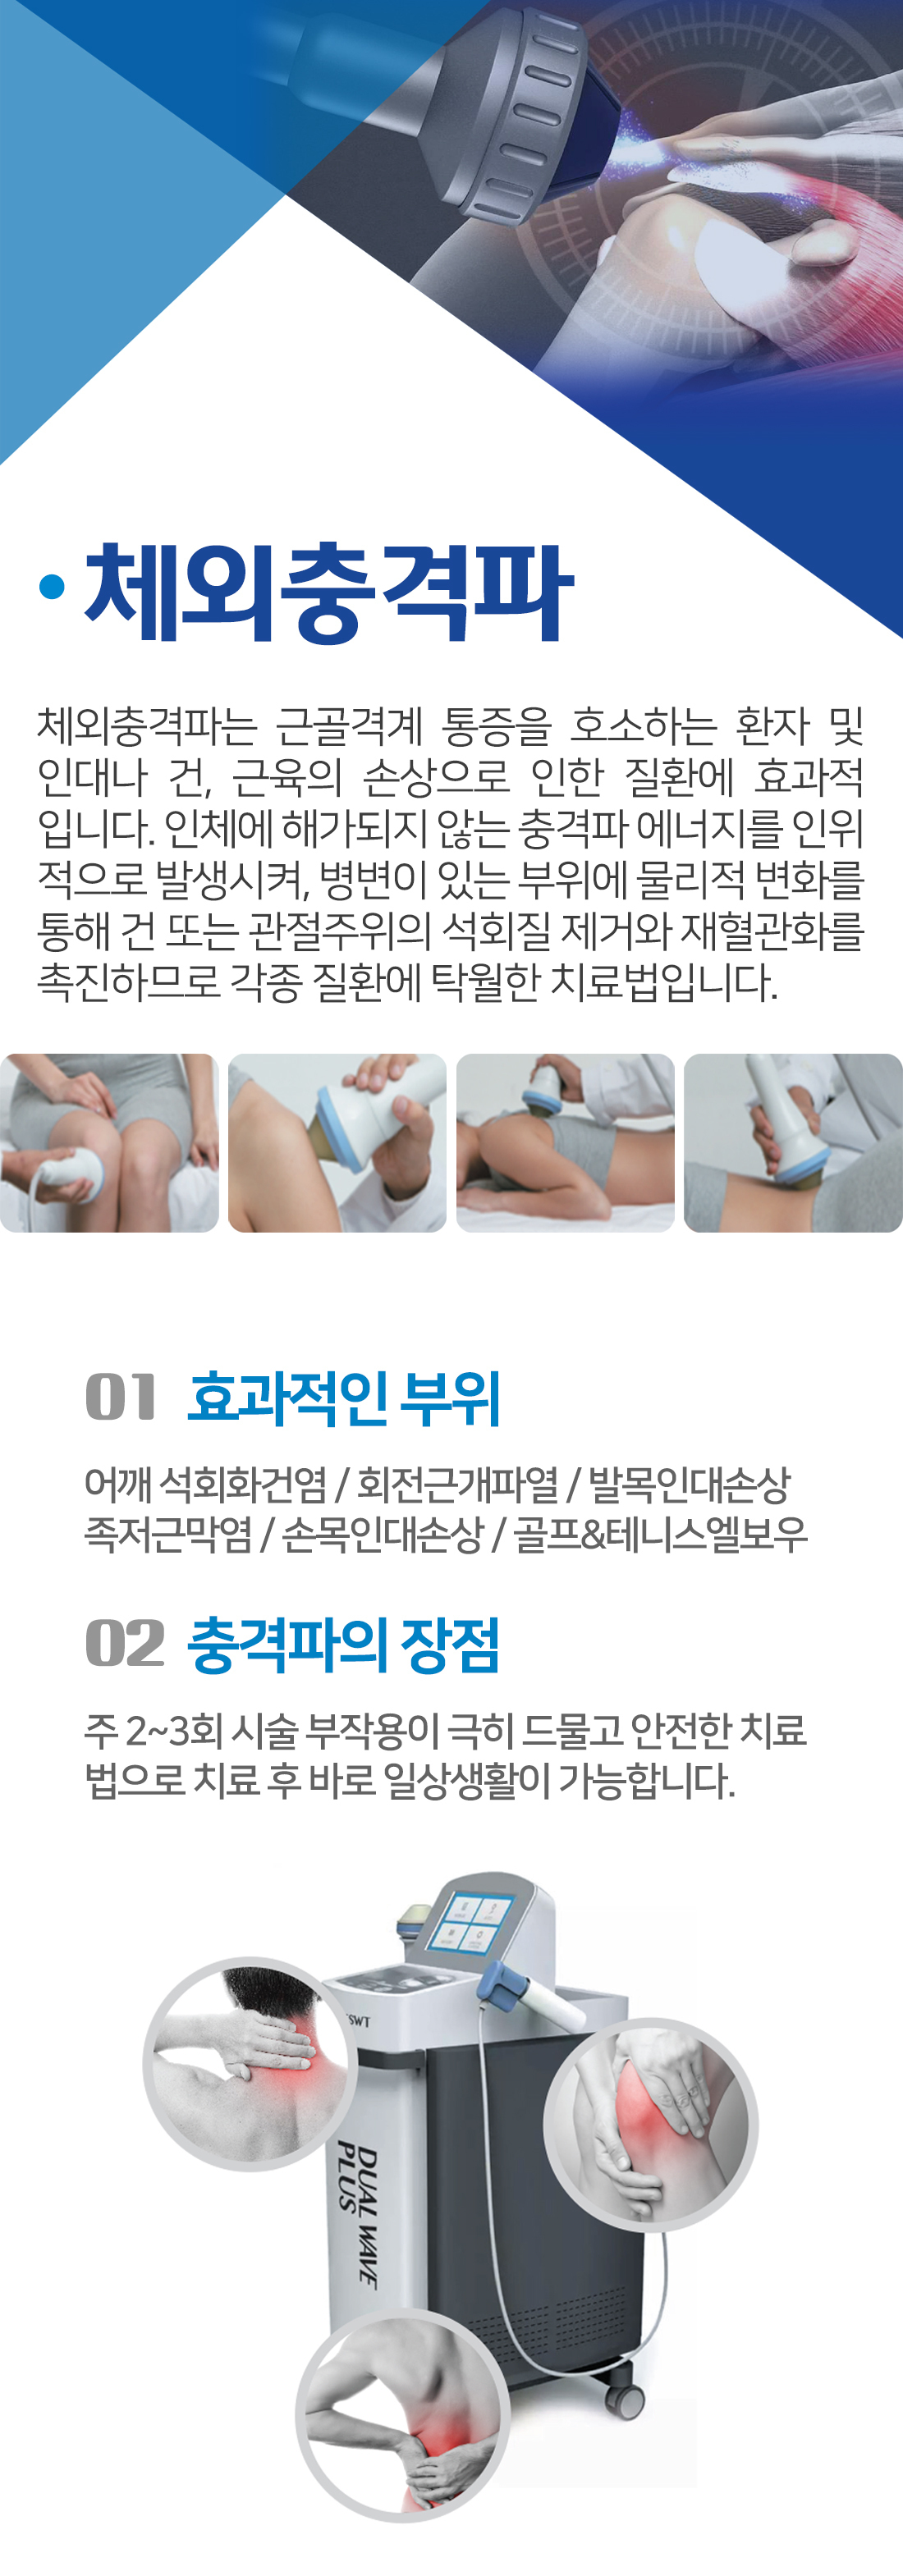 체외충격파
체외충격파는 근골격계 통증을 호소하는 환자 및
인대나 건, 근육의 손상으로 인한 질환에 효과적
입니다. 인체에 해가되지 않는 충격파 에너지를 인위
적으로 발생시켜, 병변이 있는 부위에 물리적 변화를
통해 건 또는 관절주위의 석회질 제거와 재혈관화를
촉진하므로 각종 질환에 탁월한 치료법입니다.
01 효과적인 부위
어깨 석회화건염 / 회전근개파열 / 발목인대손상
족저근막염 / 손목인대손상 / 골프&테니스엘보우
02 충격파의 장점
주 2~3회 시술 부작용이 극히 드물고 안전한 치료
법으로 치료 후 바로 일상생활이 가능합니다.
SWT
DUAL WAVE
PLUS